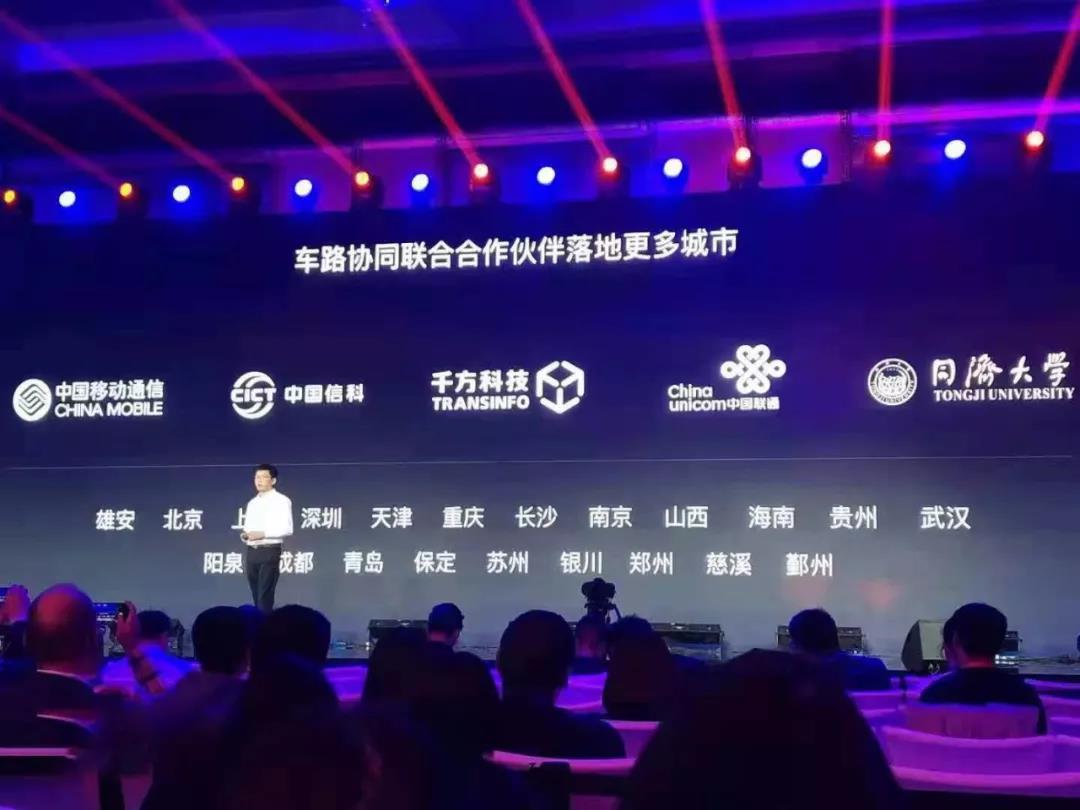 车路协同联合合作伙伴落地更多城市
中国移动通信
CHINA MOBILE
CICT 中国信科
千方科技
TRANSINFO
China
unicom中国联通
同濟大学
TONGJI UNIVERSITY
雄安 北京 上 深圳 天津 重庆 长沙 南京 山西 海南 贵州 武汉
阳泉 成都 青岛 保定 苏州 银川 郑州 慈溪 鄞州